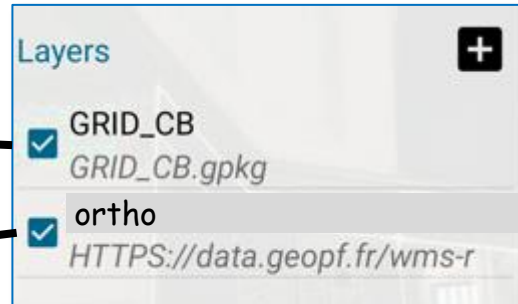 Layers
GRID_CB
GRID_CB.gpkg
ortho
HTTPS://data.geopf.fr/wms-r